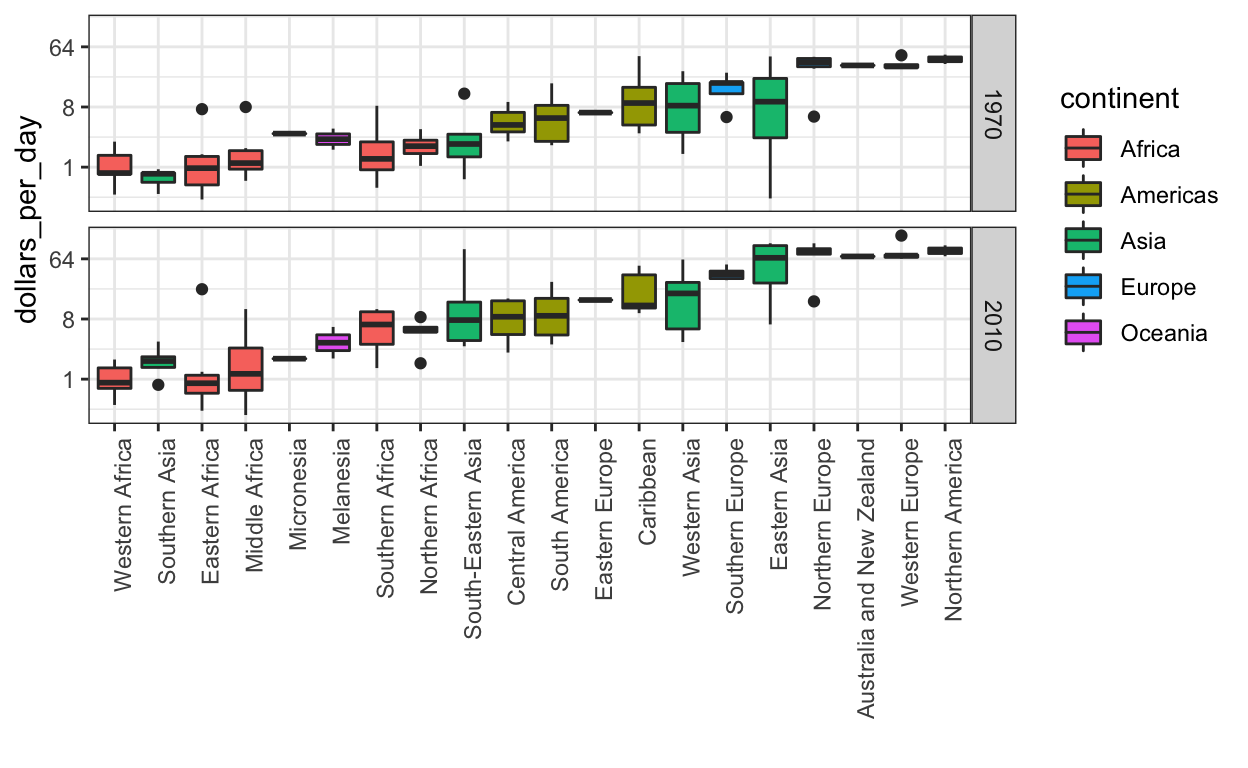 dollars_per_day
64
8
1
1970
64
8
1
2010
Western Africa
Southern Asia
Eastern Africa
Middle Africa
Micronesia
Melanesia
Southern Africa
Northern Africa
South-Eastern Asia
Central America
South America
Eastern Europe
Caribbean
Western Asia
Southern Europe
Eastern Asia
Northern Europe
Australia and New Zealand
Western Europe
Northern America
continent
Africa
Americas
Asia
Europe
Oceania